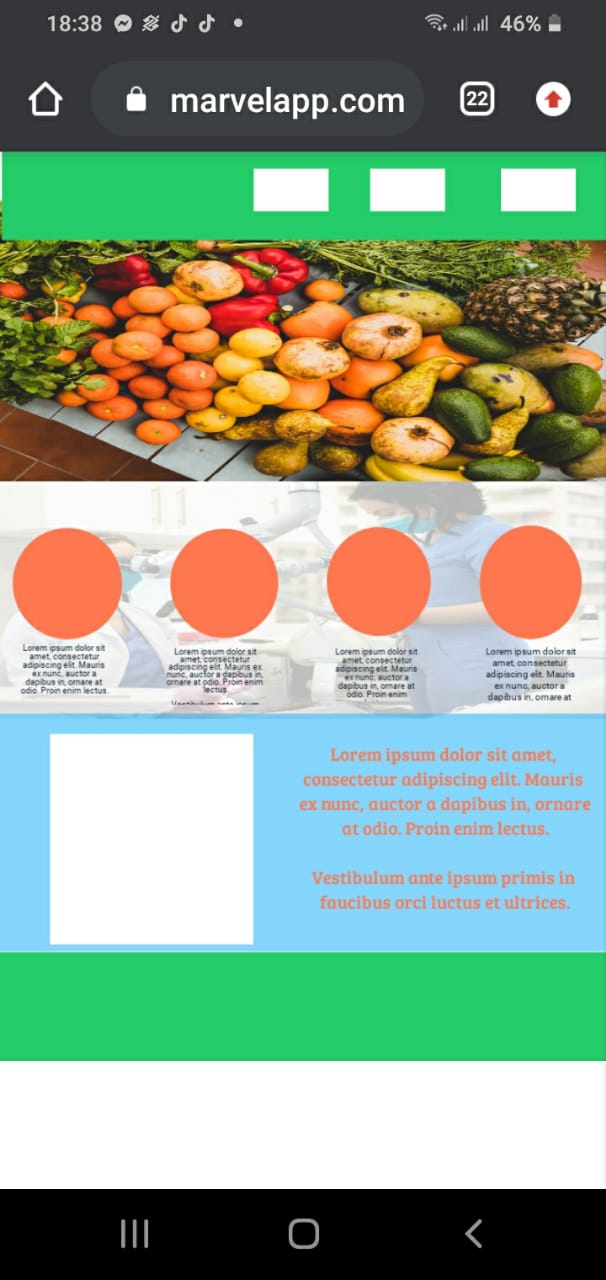 18:38
46%
marvelapp.com
22
Lorem ipsum dolor sit
amet, consectetur
adipiscing elit. Mauris
ex nunc, auctor a
dapibus in, ornare at
odio. Proin enim lectus.
Lorem ipsum dolor sit
amet, consectetur
adipiscing elit. Mauris ex
nunc, auctor a dapibus in,
ornare at odio. Proin enim
lectus.
Vestibulum ante ipsum
Lorem ipsum dolor sit
amet, consectetur
adipiscing elit. Mauris
ex nunc, auctor a
dapibus in, ornare at
odio. Proin enim
Lorem ipsum dolor sit
amet, consectetur
adipiscing elit. Mauris
ex nunc, auctor a
dapibus in, ornare at
Lorem ipsum dolor sit amet,
consectetur adipiscing elit. Mauris
ex nunc, auctor a dapibus in, ornare
at odio. Proin enim lectus.
Vestibulum ante ipsum primis in
faucibus orci luctus et ultrices.